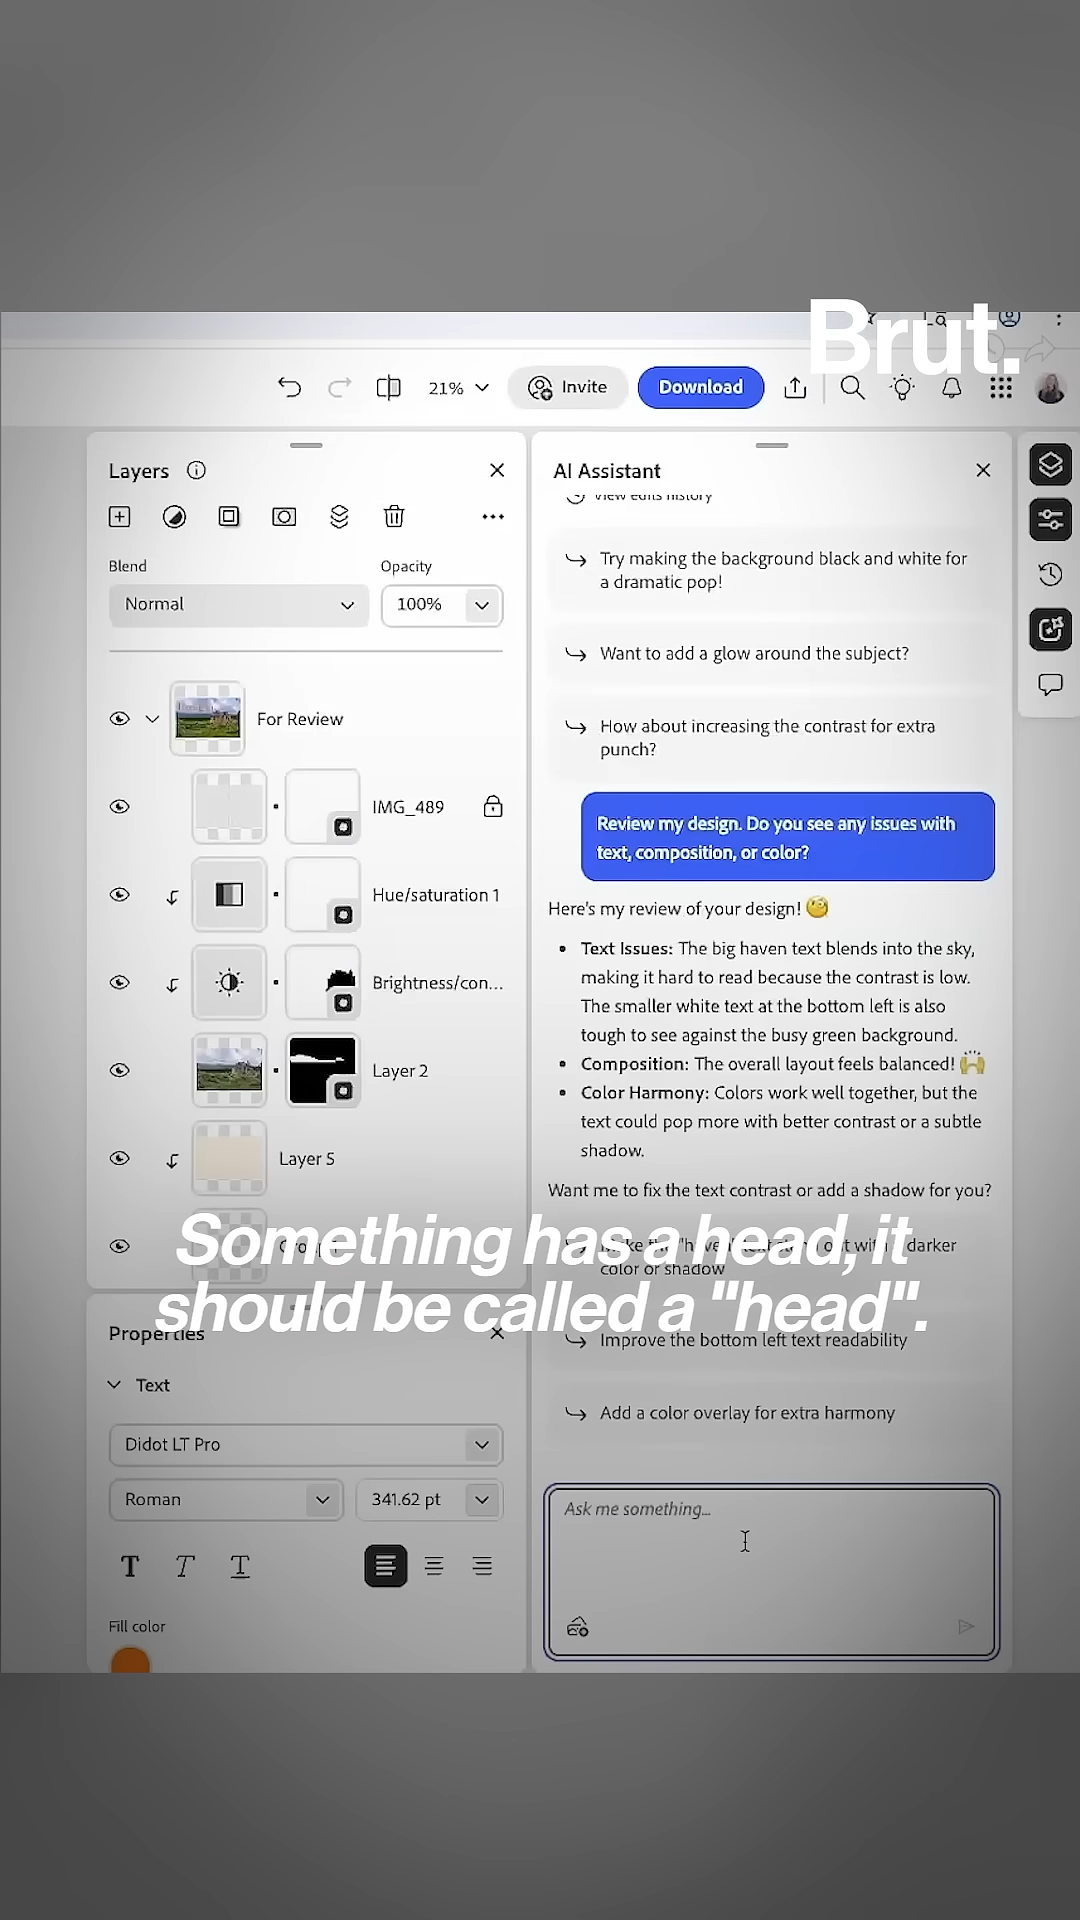 Brut.
21%
Invite
Download
Layers
AI Assistant
View edits history
Try making the background black and white for
a dramatic pop!
Blend
Opacity
Normal
100%
Want to add a glow around the subject?
For Review
How about increasing the contrast for extra
punch?
IMG_489
Review my design. Do you see any issues with
text, composition, or color?
Hue/saturation 1
Here's my review of your design! 🧐
• Text Issues: The big haven text blends into the sky,
making it hard to read because the contrast is low.
The smaller white text at the bottom left is also
tough to see against the busy green background.
Brightness/con...
• Composition: The overall layout feels balanced! 🙌
Layer 2
• Color Harmony: Colors work well together, but the
text could pop more with better contrast or a subtle
shadow.
Layer 5
Want me to fix the text contrast or add a shadow for you?
Something has a head, it
should be called a "head".
darker
color or shadow
Properties
Improve the bottom left text readability
Text
Add a color overlay for extra harmony
Didot LT Pro
Roman
341.62 pt
Ask me something...
T T T
Fill color